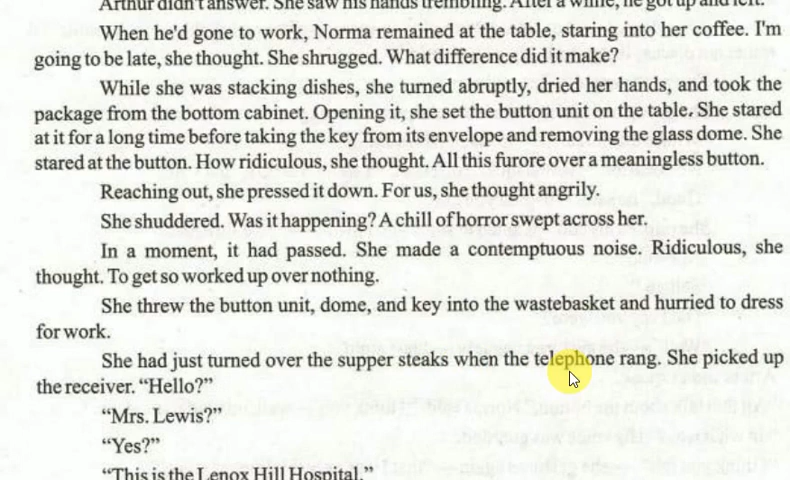 Arthur didn't answer. She saw his hands trembling. After a while, he got up and left.
When he'd gone to work, Norma remained at the table, staring into her coffee. I'm
going to be late, she thought. She shrugged. What difference did it make?
While she was stacking dishes, she turned abruptly, dried her hands, and took the
package from the bottom cabinet. Opening it, she set the button unit on the table. She stared
at it for a long time before taking the key from its envelope and removing the glass dome. She
stared at the button. How ridiculous, she thought. All this furore over a meaningless button.
Reaching out, she pressed it down. For us, she thought angrily.
She shuddered. Was it happening? A chill of horror swept across her.
In a moment, it had passed. She made a contemptuous noise. Ridiculous, she
thought. To get so worked up over nothing.
She threw the button unit, dome, and key into the wastebasket and hurried to dress
for work.
She had just turned over the supper steaks when the telephone rang. She picked up
the receiver. “Hello?”
“Mrs. Lewis?”
“Yes?”
“This is the Lenox Hill Hospital.”